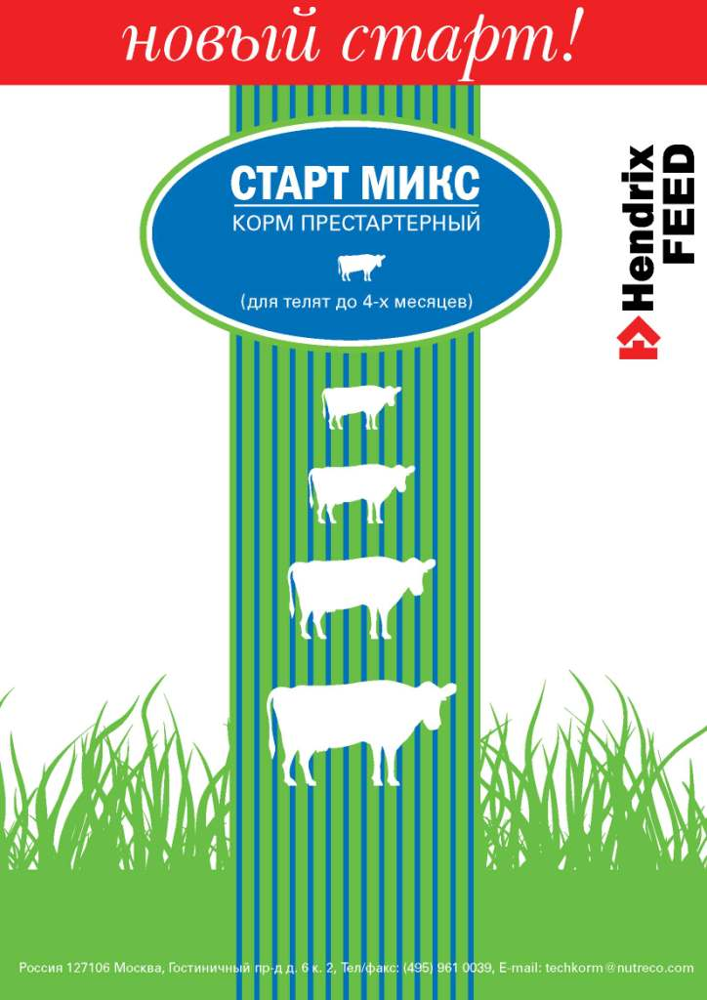 новый старт!
СТАРТ МИКС
КОРМ ПРЕСТАРТЕРНЫЙ
(для телят до 4-х месяцев)
Hendrix
FEED
Россия 127106 Москва, Гостиничный пр-д д. 6 к. 2, Тел/факс: (495) 961 0039, E-mail: techkorm@nutreco.com